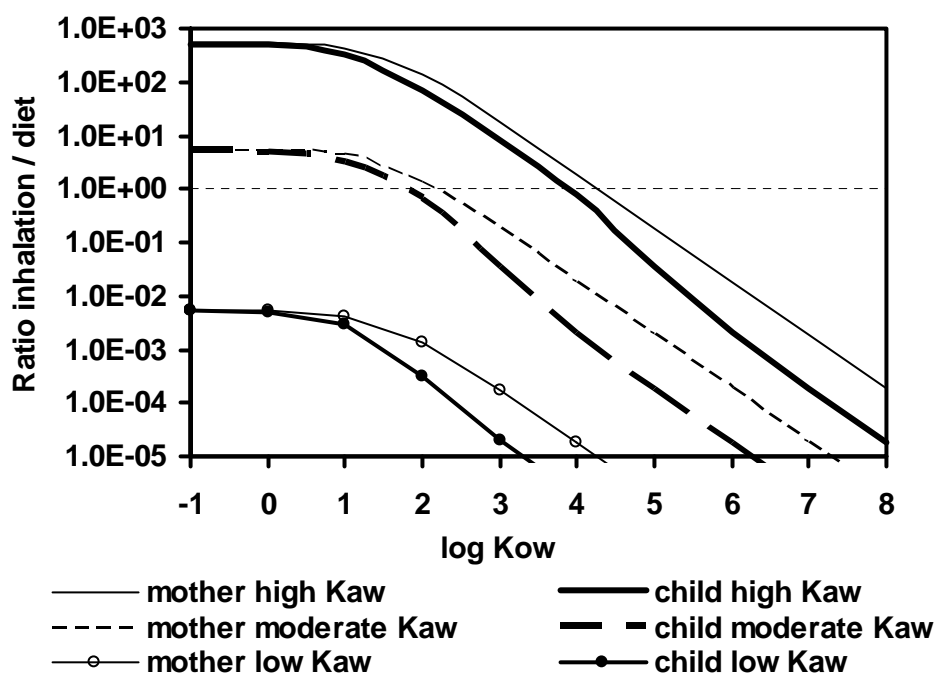 1.0E+03
1.0E+02
1.0E+01
1.0E+00
1.0E-01
1.0E-02
1.0E-03
1.0E-04
1.0E-05
Ratio inhalation / diet
-1 0 1 2 3 4 5 6 7 8
log Kow
mother high Kaw child high Kaw
mother moderate Kaw child moderate Kaw
mother low Kaw child low Kaw